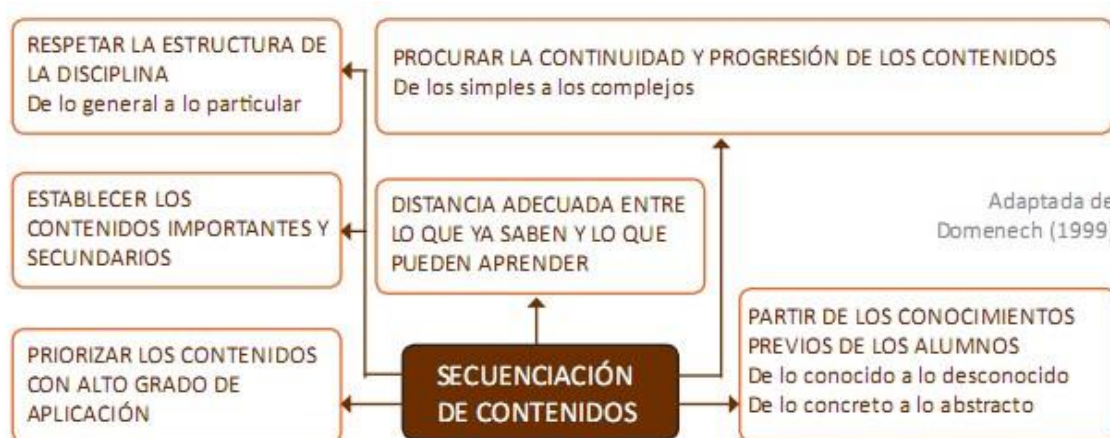 RESPETAR LA ESTRUCTURA DE
LA DISCIPLINA
De lo general a lo particular
PROCURAR LA CONTINUIDAD Y PROGRESIÓN DE LOS CONTENIDOS
De los simples a los complejos
ESTABLECER LOS
CONTENIDOS IMPORTANTES Y
SECUNDARIOS
DISTANCIA ADECUADA ENTRE
LO QUE YA SABEN Y LO QUE
PUEDEN APRENDER
Adaptada de
Domenech (1999
PRIORIZAR LOS CONTENIDOS
CON ALTO GRADO DE
APLICACIÓN
SECUENCIACIÓN
DE CONTENIDOS
PARTIR DE LOS CONOCIMIENTOS
PREVIOS DE LOS ALUMNOS
De lo conocido a lo desconocido
De lo concreto a lo abstracto